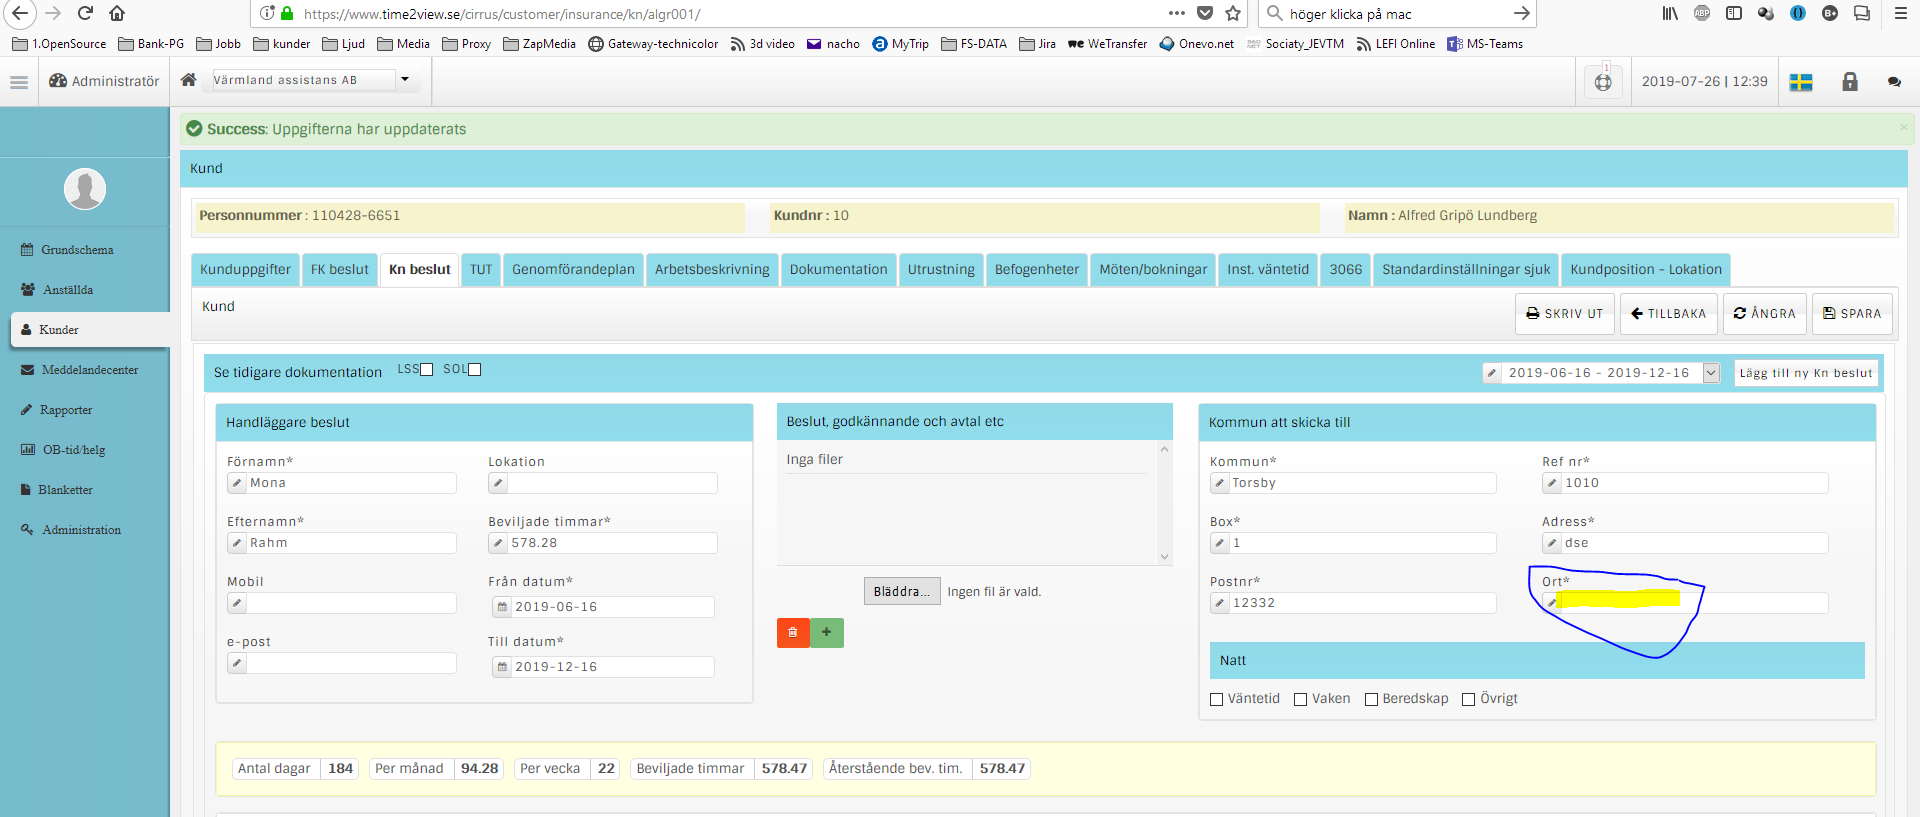 https://www.time2view.se/cirrus/customer/insurance/kn/algr001/
höger klicka på mac
ABP
B+
1.OpenSource Bank-PG Jobb kunder Ljud Media Proxy ZapMedia Gateway-technicolor 3d video nacho MyTrip FS-DATA Jira we WeTransfer Onevo.net Sociaty_JEVTM LEFI Online MS-Teams
Administratör
Värmland assistans AB
1
2019-07-26 | 12:39
Success: Uppgifterna har uppdaterats ×
Kund
Personnummer : 110428-6651 Kundnr : 10 Namn : Alfred Gripö Lundberg
Grundschema
Anställda
Kunder
Meddelandecenter
Rapporter
OB-tid/helg
Blanketter
Administration
Kunduppgifter FK beslut Kn beslut TUT Genomförandeplan Arbetsbeskrivning Dokumentation Utrustning Befogenheter Möten/bokningar Inst. väntetid 3066 Standardinställningar sjuk Kundposition - Lokation
Kund
SKRIV UT TILLBAKA ÅNGRA SPARA
Se tidigare dokumentation LSS SOL 2019-06-16 - 2019-12-16 Lägg till ny Kn beslut
Handläggare beslut
Förnamn* Lokation
Mona
Efternamn* Beviljade timmar*
Rahm 578.28
Mobil Från datum*
2019-06-16
e-post Till datum*
2019-12-16
Beslut, godkännande och avtal etc
Inga filer
Bläddra... Ingen fil är vald.
Kommun att skicka till
Kommun* Ref nr*
Torsby 1010
Box* Adress*
1 dse
Postnr* Ort*
12332
Natt
Väntetid Vaken Beredskap Övrigt
Antal dagar 184 Per månad 94.28 Per vecka 22 Beviljade timmar 578.47 Återstående bev. tim. 578.47